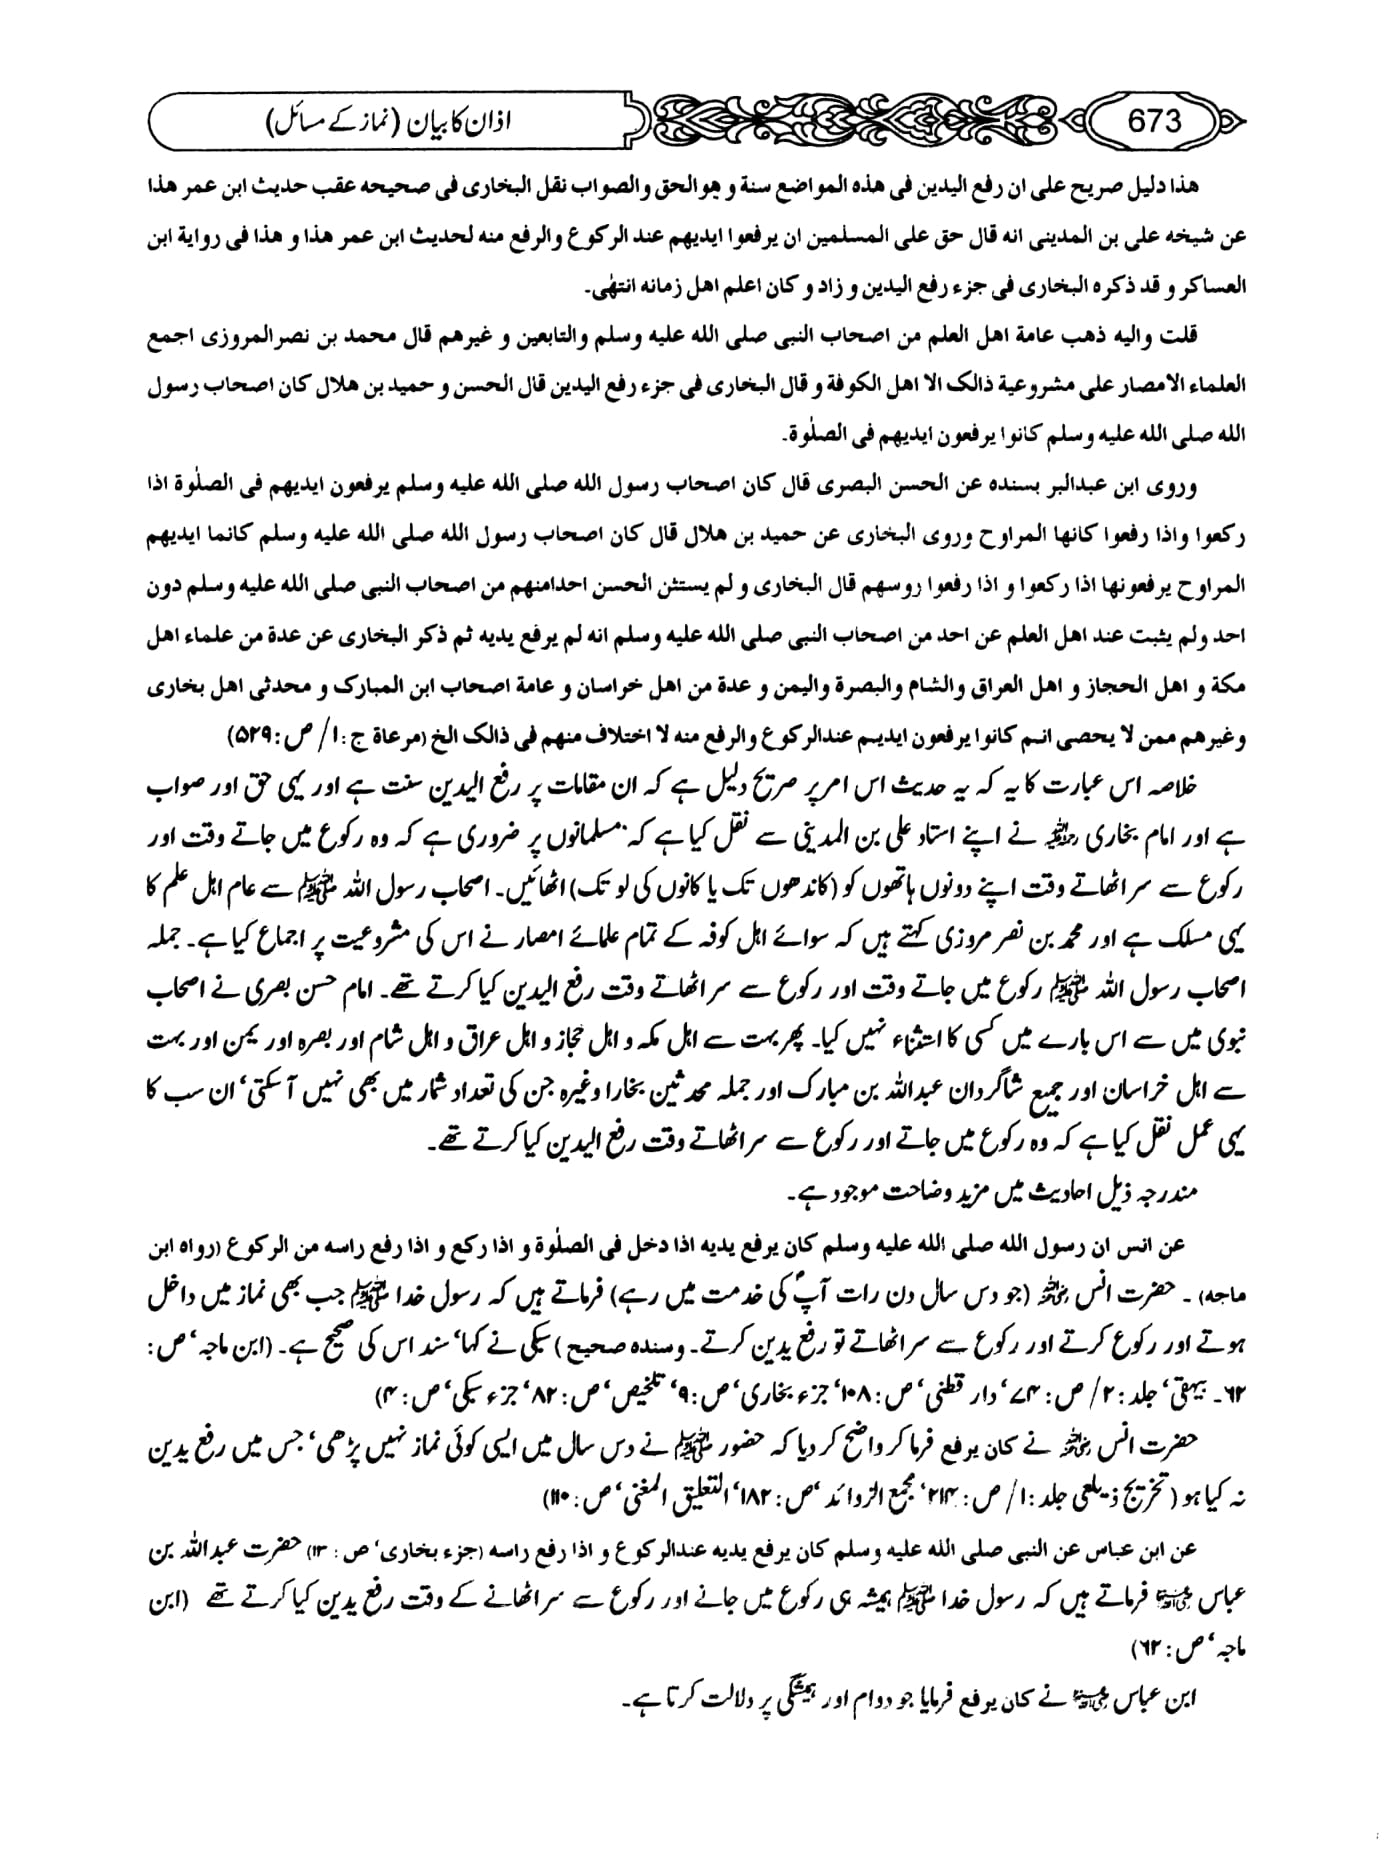 673
اذان کا بیان (نماز کے مسائل)
هذا دليل صريح على ان رفع اليدين فى هذه المواضع سنة و هو الحق والصواب نقل البخارى فى صحيحه عقب حديث ابن عمر هذا
عن شيخه على بن المدينى انه قال حق على المسلمين ان يرفعوا ايديهم عند الركوع والرفع منه لحديث ابن عمر هذا و هذا فى رواية ابن
العساكر و قد ذكره البخارى فى جزء رفع اليدين و زاد و كان اعلم اهل زمانه انتهٰى۔
قلت واليه ذهب عامة اهل العلم من اصحاب النبى صلى الله عليه وسلم والتابعين و غيرهم قال محمد بن نصرالمروزى اجمع
العلماء الامصار على مشروعية ذالک الا اهل الكوفة و قال البخارى فى جزء رفع اليدين قال الحسن و حميد بن هلال كان اصحاب رسول
الله صلى الله عليه وسلم كانوا يرفعون ايديهم فى الصلٰوة۔
وروى ابن عبدالبر بسنده عن الحسن البصرى قال كان اصحاب رسول الله صلى الله عليه وسلم يرفعون ايديهم فى الصلٰوة اذا
ركعوا واذا رفعوا كانها المراوح وروى البخارى عن حميد بن هلال قال كان اصحاب رسول الله صلى الله عليه وسلم كانما ايديهم
المراوح يرفعونها اذا ركعوا و اذا رفعوا روسهم قال البخارى و لم يستثن الحسن احدامنهم من اصحاب النبى صلى الله عليه وسلم دون
احد ولم يثبت عند اهل العلم عن احد من اصحاب النبى صلى الله عليه وسلم انه لم يرفع يديه ثم ذكر البخارى عن عدة من علماء اهل
مكة و اهل الحجاز و اهل العراق والشام والبصرة واليمن و عدة من اهل خراسان و عامة اصحاب ابن المبارک و محدثى اهل بخارى
وغيرهم ممن لا يحصى انـم كانوا يرفعون ايديـم عندالركوع والرفع منه لا اختلاف منهم فى ذالک الخ (مرعاة ج :۱/ ص :۵۲۹)
خلاصہ اس عبارت کا یہ کہ یہ حدیث اس امر پر صریح دلیل ہے کہ ان مقامات پر رفع الیدین سنت ہے اور یہی حق اور صواب
ہے اور امام بخاری رحمہ اللہ نے اپنے استاد علی بن المدینی سے نقل کیا ہے کہ مسلمانوں پر ضروری ہے کہ وہ رکوع میں جاتے وقت اور
رکوع سے سر اٹھاتے وقت اپنے دونوں ہاتھوں کو (کاندھوں تک یا کانوں کی لو تک) اٹھائیں۔ اصحاب رسول اللہ ﷺ سے عام اہل علم کا
یہی مسلک ہے اور محمد بن نصر مروزی کہتے ہیں کہ سوائے اہل کوفہ کے تمام علمائے امصار نے اس کی مشروعیت پر اجماع کیا ہے۔ جملہ
اصحاب رسول اللہ ﷺ رکوع میں جاتے وقت اور رکوع سے سر اٹھاتے وقت رفع الیدین کیا کرتے تھے۔ امام حسن بصری نے اصحاب
نبوی میں سے اس بارے میں کسی کا استثناء نہیں کیا۔ پھر بہت سے اہل مکہ و اہل حجاز و اہل عراق و اہل شام اور بصرہ اور یمن اور بہت
سے اہل خراسان اور جمیع شاگردان عبداللہ بن مبارک اور جملہ محدثین بخارا وغیرہ جن کی تعداد شمار میں بھی نہیں آ سکتی‘ ان سب کا
یہی عمل نقل کیا ہے کہ وہ رکوع میں جاتے اور رکوع سے سر اٹھاتے وقت رفع الیدین کیا کرتے تھے۔
مندرجہ ذیل احادیث میں مزید وضاحت موجود ہے۔
عن انس ان رسول الله صلى الله عليه وسلم كان يرفع يديه اذا دخل فى الصلٰوة و اذا ركع و اذا رفع راسه من الركوع (رواه ابن
ماجه) ۔ حضرت انس رضی اللہ عنہ (جو دس سال دن رات آپؐ کی خدمت میں رہے) فرماتے ہیں کہ رسول خدا ﷺ جب بھی نماز میں داخل
ہوتے اور رکوع کرتے اور رکوع سے سر اٹھاتے تو رفع یدین کرتے۔ وسنده صحيح) سبکی نے کہا‘ سند اس کی صحیح ہے۔ (ابن ماجہ‘ ص:
۶۲۔ بیہقی‘ جلد :۲/ ص: ۷۴‘ دار قطنی‘ ص: ۱۰۸‘ جزء بخاری‘ ص:۹‘ تلخیص‘ ص: ۸۲‘ جزء سبکی‘ ص: ۴)
حضرت انس رضی اللہ عنہ نے کان یرفع فرما کر واضح کر دیا کہ حضور ﷺ نے دس سال میں ایسی کوئی نماز نہیں پڑھی‘ جس میں رفع یدین
نہ کیا ہو (تخریج زیلعی جلد :۱/ ص: ۲۱۴‘ مجمع الزوائد‘ ص: ۱۸۲‘ التعلیق المغنی‘ ص: ۱۱۰)
عن ابن عباس عن النبى صلى الله عليه وسلم كان يرفع يديه عندالركوع و اذا رفع راسه (جزء بخارى‘ ص: ۱۳) حضرت عبداللہ بن
عباس رضی اللہ عنہما فرماتے ہیں کہ رسول خدا ﷺ ہمیشہ ہی رکوع میں جانے اور رکوع سے سر اٹھانے کے وقت رفع یدین کیا کرتے تھے (ابن
ماجہ‘ ص: ۶۲)
ابن عباس رضی اللہ عنہما نے کان یرفع فرمایا جو دوام اور ہمیشگی پر دلالت کرتا ہے۔